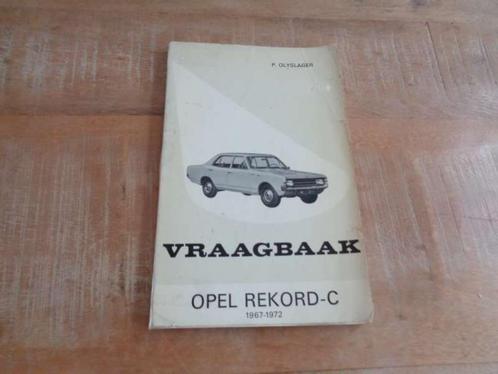 P. OLYSLAGER
VRAAGBAAK
OPEL REKORD-C
1967-1972